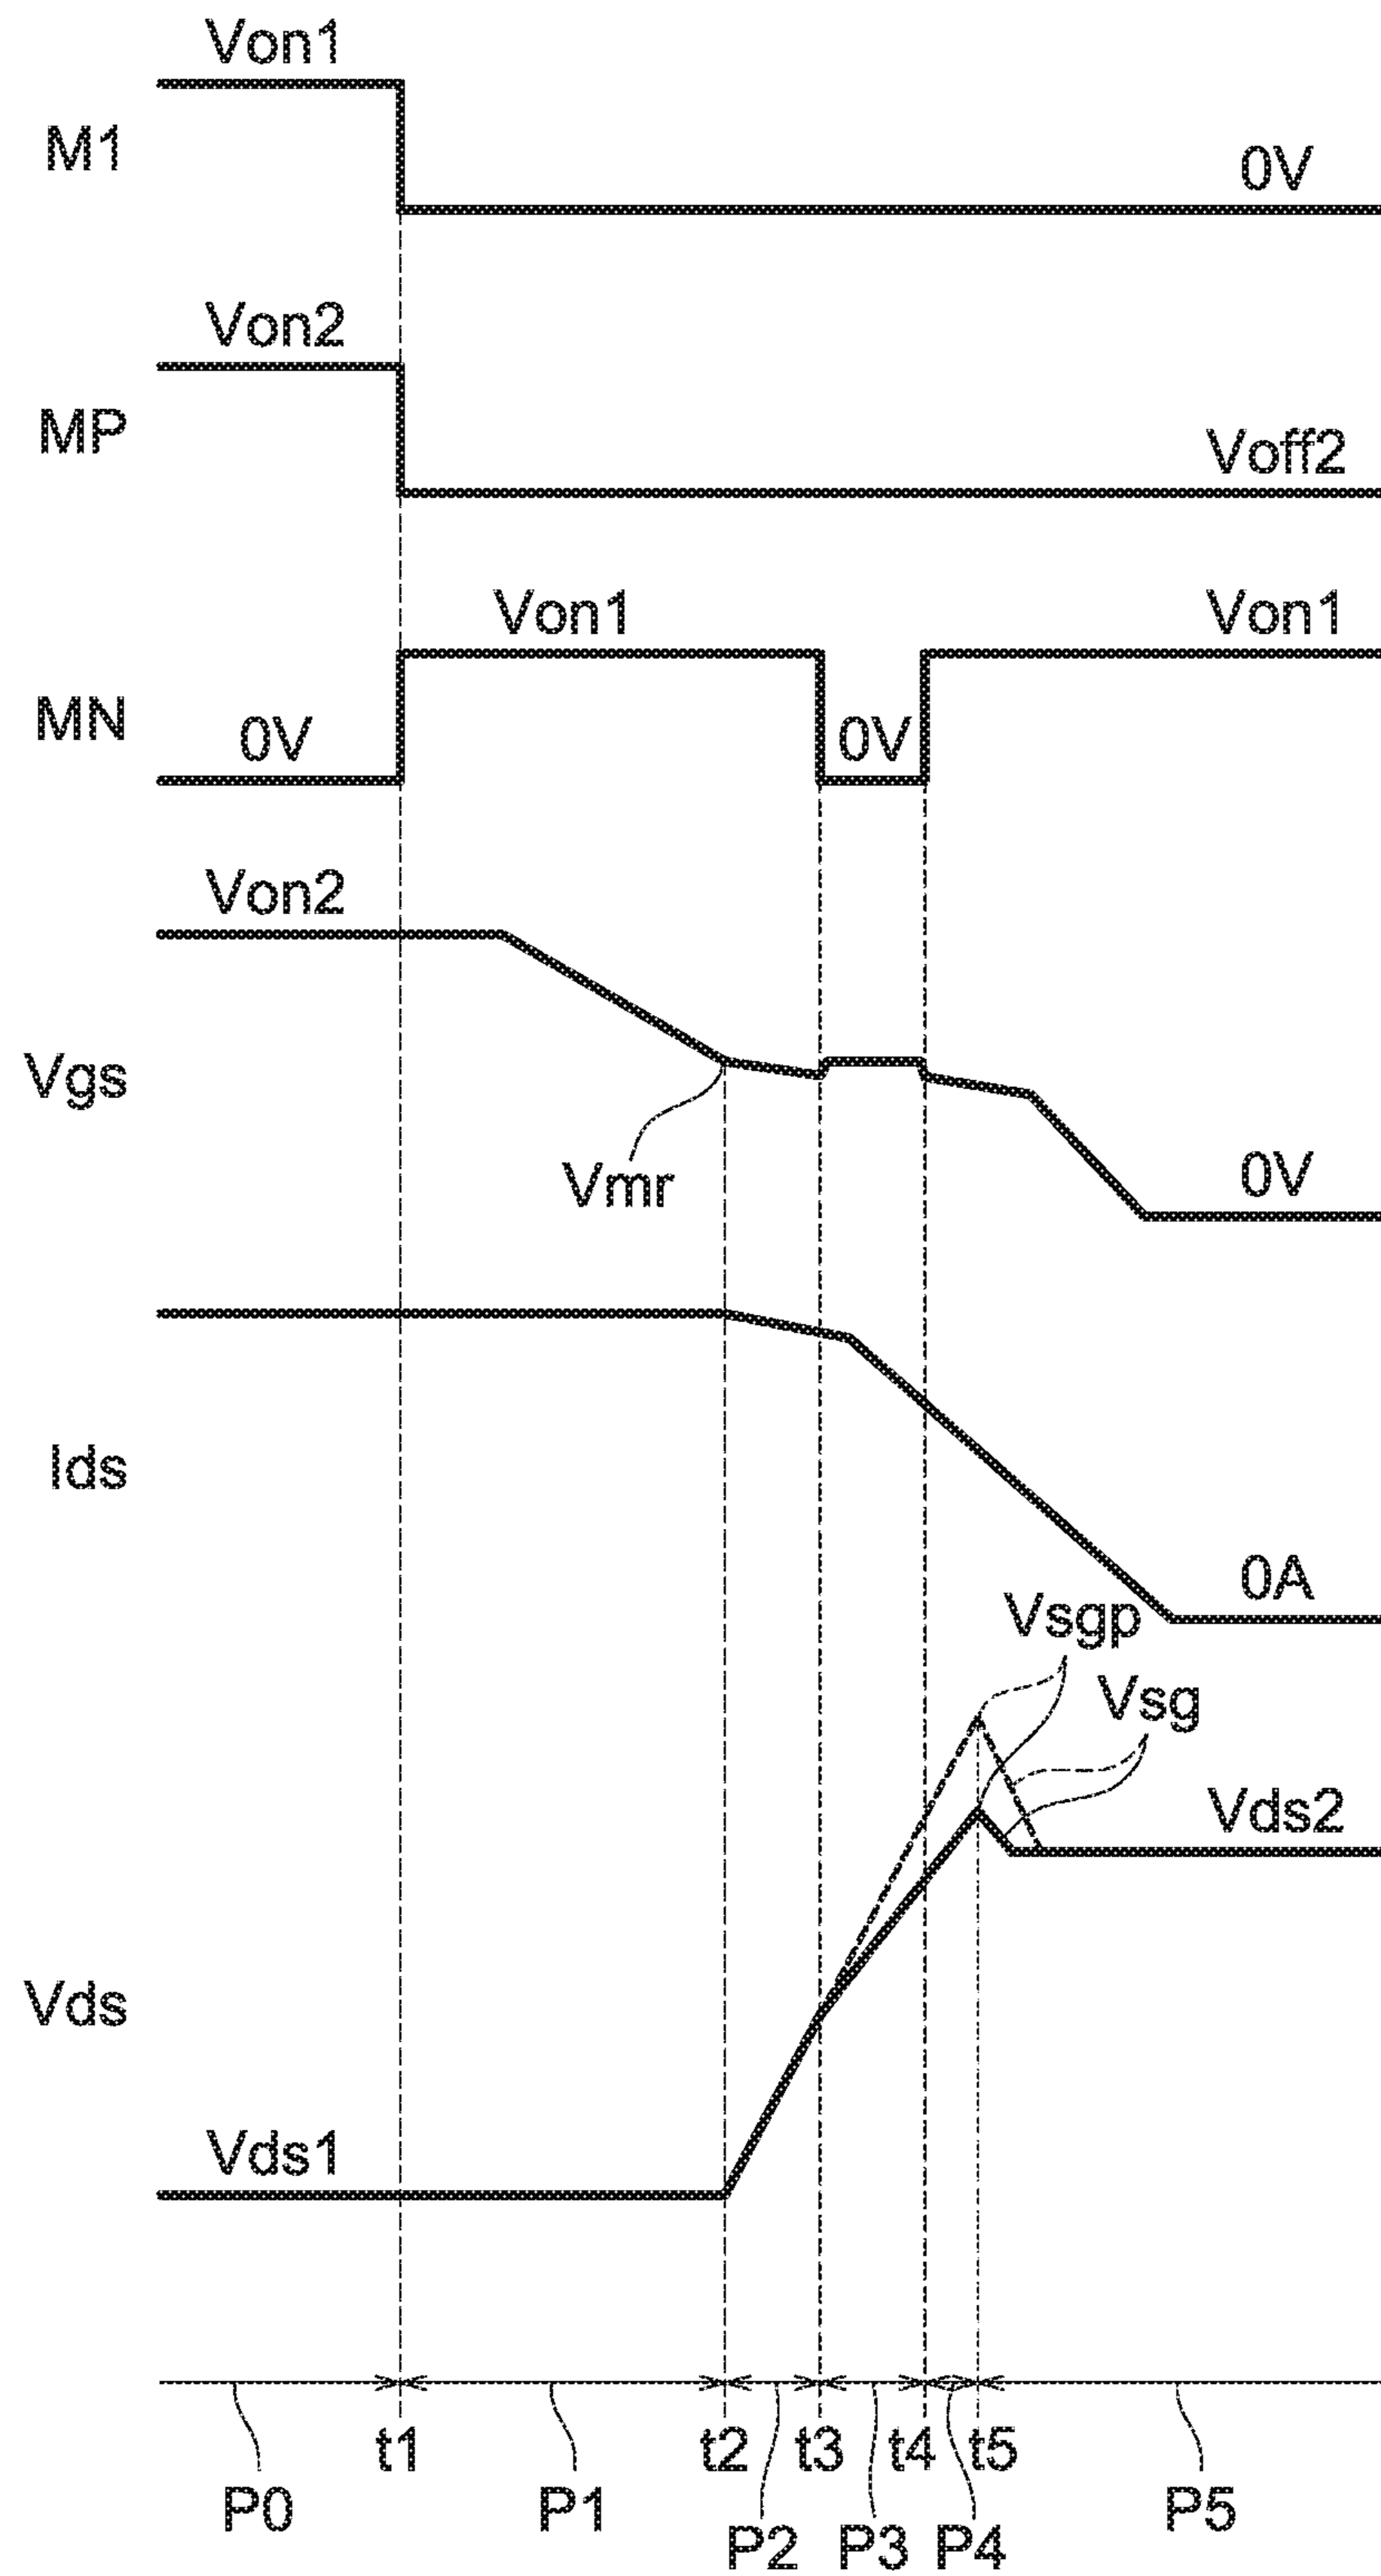 Von1
M1
0V
Von2
MP
Voff2
Von1
Von1
MN
0V
0V
Von2
Vgs
Vmr
0V
Ids
0A
Vsgp
Vsg
Vds2
Vds
Vds1
t1
t2
t3
t4
t5
P0
P1
P2
P3
P4
P5